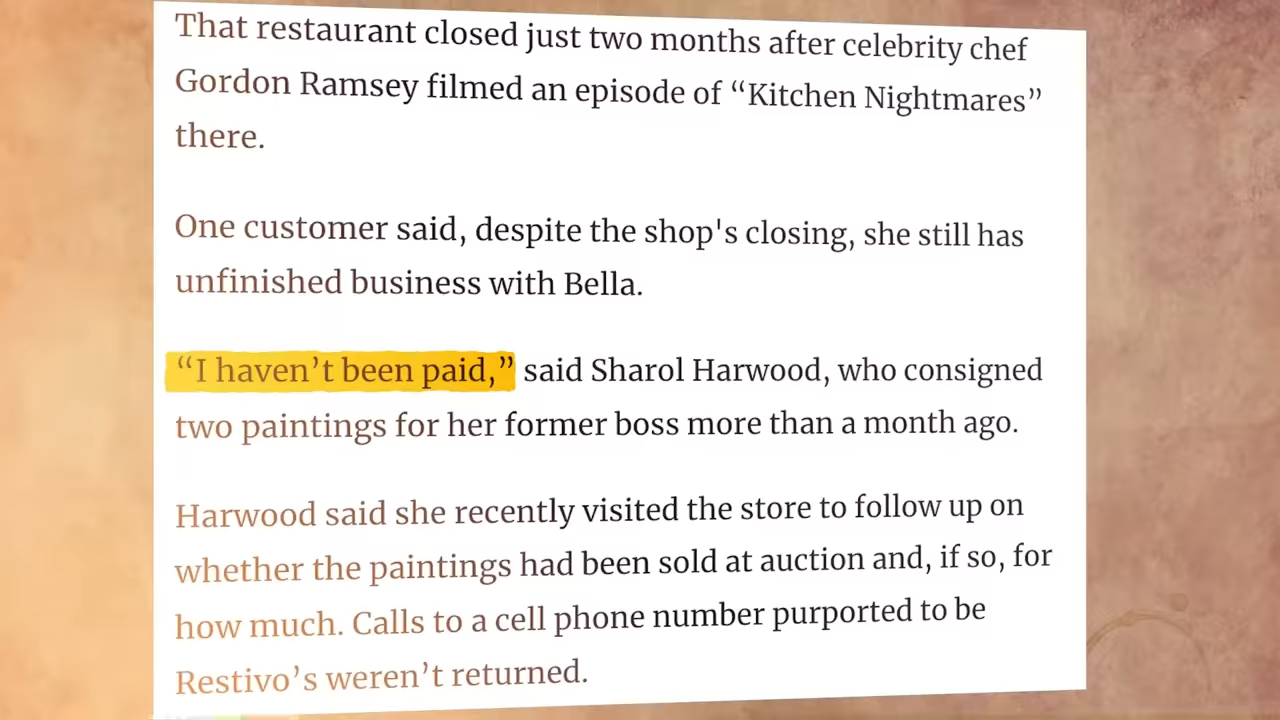 That restaurant closed just two months after celebrity chef
Gordon Ramsey filmed an episode of “Kitchen Nightmares”
there.
One customer said, despite the shop's closing, she still has
unfinished business with Bella.
“I haven’t been paid,” said Sharol Harwood, who consigned
two paintings for her former boss more than a month ago.
Harwood said she recently visited the store to follow up on
whether the paintings had been sold at auction and, if so, for
how much. Calls to a cell phone number purported to be
Restivo’s weren’t returned.